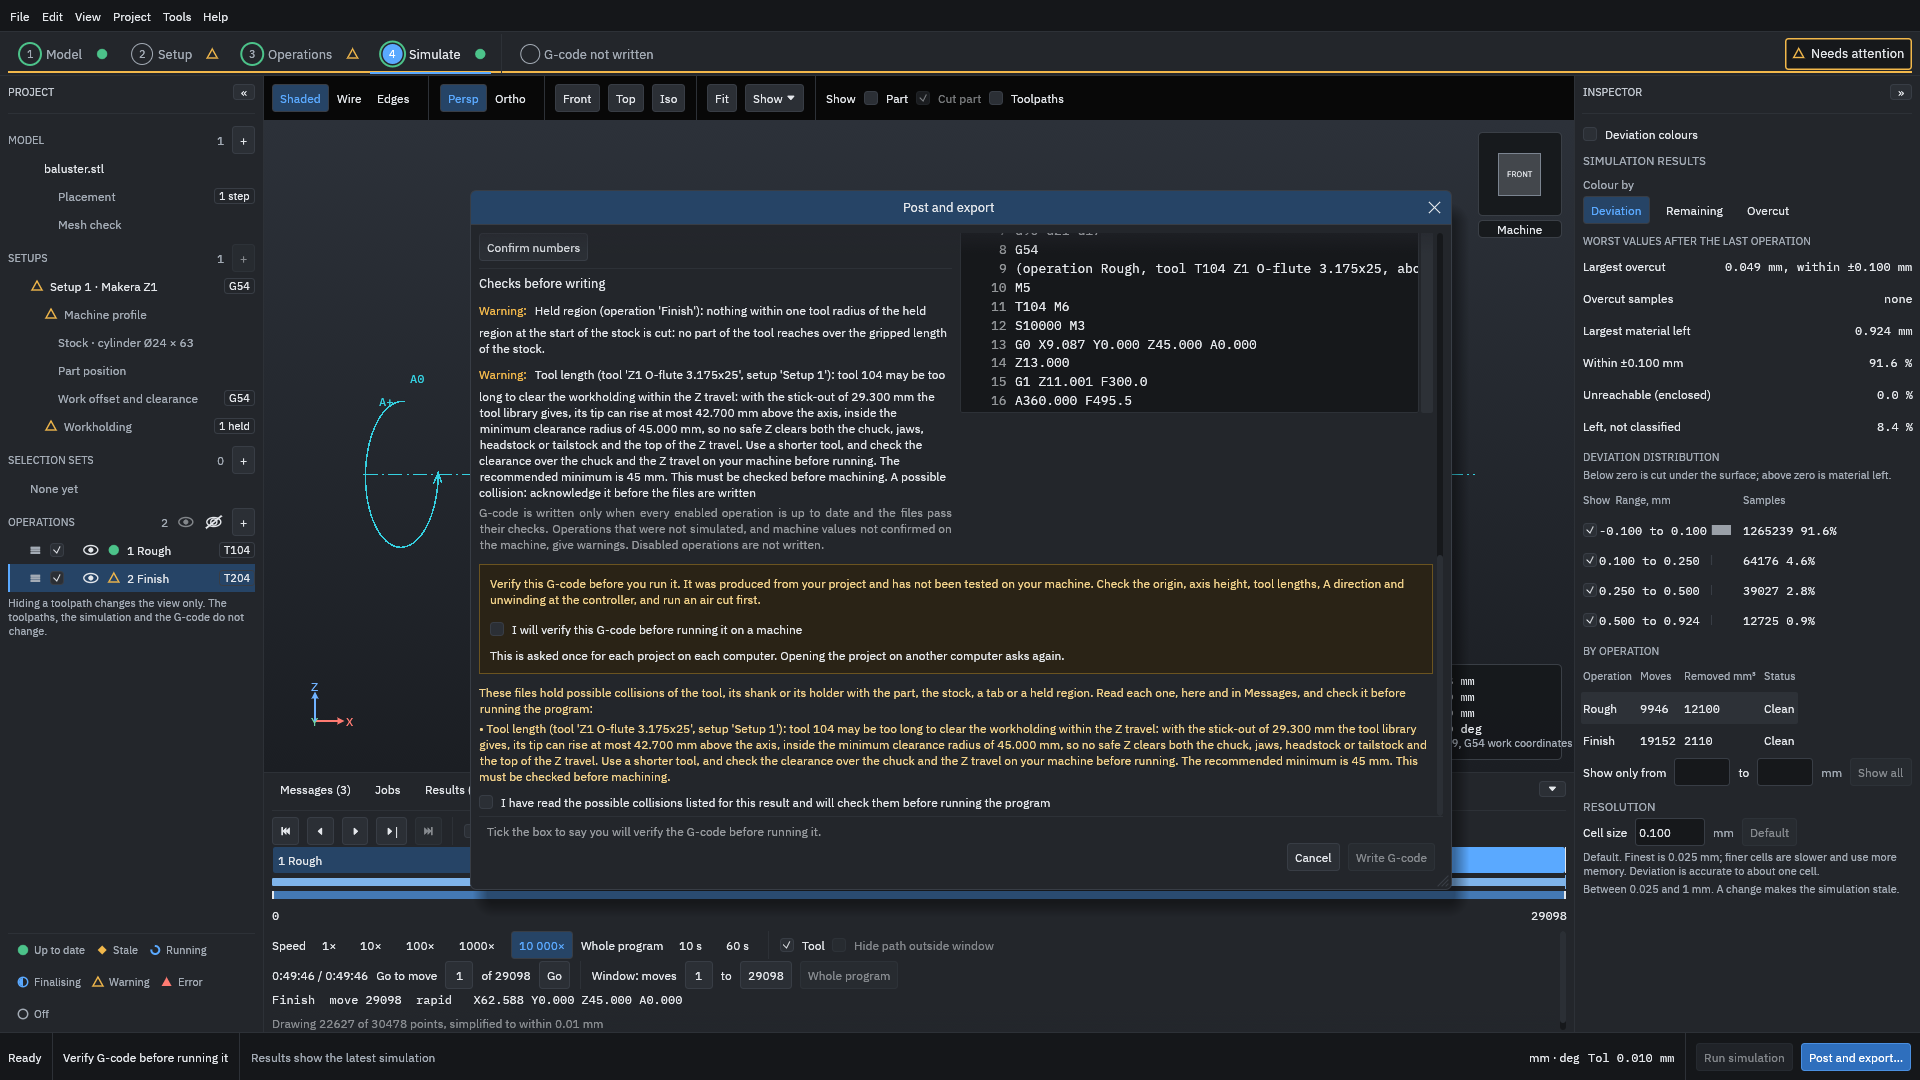 File Edit View Project Tools Help
1 Model 2 Setup 3 Operations 4 Simulate G-code not written Needs attention
PROJECT «
MODEL 1 +
baluster.stl
Placement 1 step
Mesh check
SETUPS 1 +
Setup 1 · Makera Z1 G54
Machine profile
Stock · cylinder Ø24 × 63
Part position
Work offset and clearance G54
Workholding 1 held
SELECTION SETS 0 +
None yet
OPERATIONS 2 +
1 Rough T104
2 Finish T204
Hiding a toolpath changes the view only. The
toolpaths, the simulation and the G-code do not
change.
Up to date Stale Running
Finalising Warning Error
Off
Shaded Wire Edges Persp Ortho Front Top Iso Fit Show Show Part Cut part Toolpaths
FRONT
Machine
A0
A+
Z
Y X
Post and export
Confirm numbers
Checks before writing
Warning: Held region (operation 'Finish'): nothing within one tool radius of the held
region at the start of the stock is cut: no part of the tool reaches over the gripped length
of the stock.
Warning: Tool length (tool 'Z1 O-flute 3.175x25', setup 'Setup 1'): tool 104 may be too
long to clear the workholding within the Z travel: with the stick-out of 29.300 mm the
tool library gives, its tip can rise at most 42.700 mm above the axis, inside the
minimum clearance radius of 45.000 mm, so no safe Z clears both the chuck, jaws,
headstock or tailstock and the top of the Z travel. Use a shorter tool, and check the
clearance over the chuck and the Z travel on your machine before running. The
recommended minimum is 45 mm. This must be checked before machining. A possible
collision: acknowledge it before the files are written
G-code is written only when every enabled operation is up to date and the files pass
their checks. Operations that were not simulated, and machine values not confirmed on
the machine, give warnings. Disabled operations are not written.
8 G54
9 (operation Rough, tool T104 Z1 O-flute 3.175x25, abo
10 M5
11 T104 M6
12 S10000 M3
13 G0 X9.087 Y0.000 Z45.000 A0.000
14 Z13.000
15 G1 Z11.001 F300.0
16 A360.000 F495.5
Verify this G-code before you run it. It was produced from your project and has not been tested on your machine. Check the origin, axis height, tool lengths, A direction and
unwinding at the controller, and run an air cut first.
I will verify this G-code before running it on a machine
This is asked once for each project on each computer. Opening the project on another computer asks again.
These files hold possible collisions of the tool, its shank or its holder with the part, the stock, a tab or a held region. Read each one, here and in Messages, and check it before
running the program:
• Tool length (tool 'Z1 O-flute 3.175x25', setup 'Setup 1'): tool 104 may be too long to clear the workholding within the Z travel: with the stick-out of 29.300 mm the tool library
gives, its tip can rise at most 42.700 mm above the axis, inside the minimum clearance radius of 45.000 mm, so no safe Z clears both the chuck, jaws, headstock or tailstock and
the top of the Z travel. Use a shorter tool, and check the clearance over the chuck and the Z travel on your machine before running. The recommended minimum is 45 mm. This
must be checked before machining.
I have read the possible collisions listed for this result and will check them before running the program
Tick the box to say you will verify the G-code before running it.
Cancel Write G-code
mm
mm
mm
deg
9, G54 work coordinates
Messages (3) Jobs Results (
1 Rough
0 29098
Speed 1× 10× 100× 1000× 10 000× Whole program 10 s 60 s Tool Hide path outside window
0:49:46 / 0:49:46 Go to move 1 of 29098 Go Window: moves 1 to 29098 Whole program
Finish move 29098 rapid X62.588 Y0.000 Z45.000 A0.000
Drawing 22627 of 30478 points, simplified to within 0.01 mm
INSPECTOR »
Deviation colours
SIMULATION RESULTS
Colour by
Deviation Remaining Overcut
WORST VALUES AFTER THE LAST OPERATION
Largest overcut 0.049 mm, within ±0.100 mm
Overcut samples none
Largest material left 0.924 mm
Within ±0.100 mm 91.6 %
Unreachable (enclosed) 0.0 %
Left, not classified 8.4 %
DEVIATION DISTRIBUTION
Below zero is cut under the surface; above zero is material left.
Show Range, mm Samples
-0.100 to 0.100 1265239 91.6%
0.100 to 0.250 64176 4.6%
0.250 to 0.500 39027 2.8%
0.500 to 0.924 12725 0.9%
BY OPERATION
Operation Moves Removed mm³ Status
Rough 9946 12100 Clean
Finish 19152 2110 Clean
Show only from to mm Show all
RESOLUTION
Cell size 0.100 mm Default
Default. Finest is 0.025 mm; finer cells are slower and use more
memory. Deviation is accurate to about one cell.
Between 0.025 and 1 mm. A change makes the simulation stale.
Ready Verify G-code before running it Results show the latest simulation mm · deg Tol 0.010 mm Run simulation Post and export...